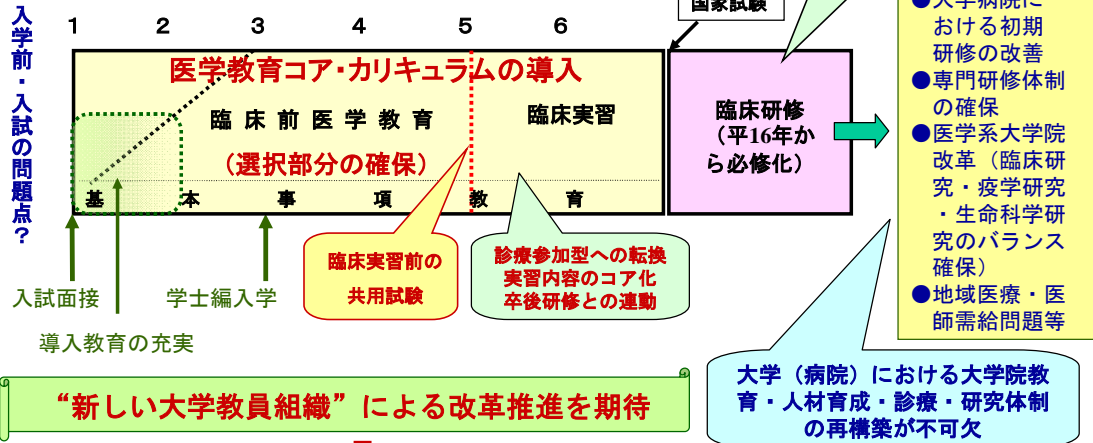 入学前・入試の問題点？
1 2 3 4 5 6
国家試験
医学教育コア・カリキュラムの導入
臨床前医学教育
（選択部分の確保）
臨床実習
基本事項教育
臨床研修
（平16年か
ら必修化）
●大学病院に
おける初期
研修の改善
●専門研修体制
の確保
●医学系大学院
改革（臨床研
究・疫学研究
・生命科学研
究のバランス
確保）
●地域医療・医
師需給問題等
入試面接
学士編入学
導入教育の充実
臨床実習前の
共用試験
診療参加型への転換
実習内容のコア化
卒後研修との連動
大学（病院）における大学院教
育・人材育成・診療・研究体制
の再構築が不可欠
“新しい大学教員組織”による改革推進を期待